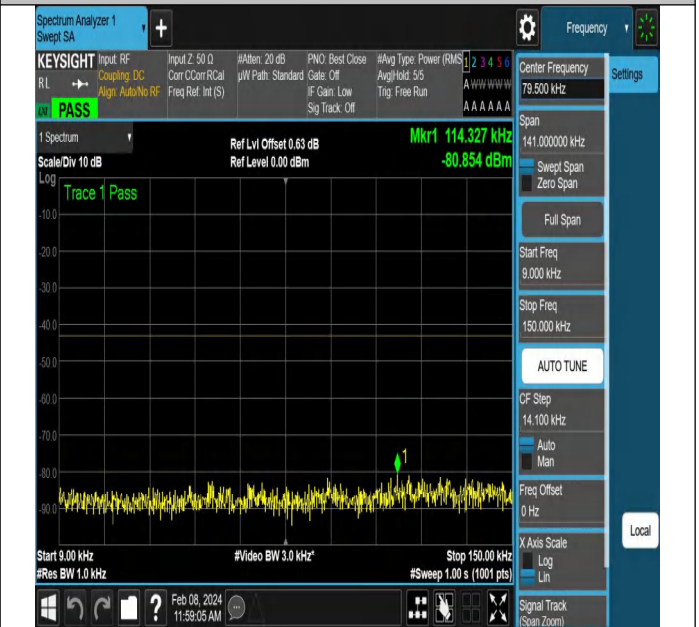 Spectrum Analyzer 1
Swept SA
+
Frequency
KEYSIGHT
RL
PASS
Input: RF
Coupling: DC
Align: Auto/No RF
Input Z: 50 Ω
Corr CCorr RCal
Freq Ref: Int (S)
#Atten: 20 dB
µW Path: Standard
PNO: Best Close
Gate: Off
IF Gain: Low
Sig Track: Off
#Avg Type: Power (RMS
Avg|Hold: 5/5
Trig: Free Run
1 2 3 4 5 6
A W W W W W
A A A A A A
1 Spectrum
Scale/Div 10 dB
Log
Ref Lvl Offset 0.63 dB
Ref Level 0.00 dBm
Mkr1 114.327 kHz
-80.854 dBm
Trace 1 Pass
-10.0
-20.0
-30.0
-40.0
-50.0
-60.0
-70.0
-80.0
-90.0
1
Start 9.00 kHz
#Res BW 1.0 kHz
#Video BW 3.0 kHz*
Stop 150.00 kHz
#Sweep 1.00 s (1001 pts)
?
Feb 08, 2024
11:59:05 AM
Center Frequency
79.500 kHz
Settings
Span
141.000000 kHz
Swept Span
Zero Span
Full Span
Start Freq
9.000 kHz
Stop Freq
150.000 kHz
AUTO TUNE
CF Step
14.100 kHz
Auto
Man
Freq Offset
0 Hz
Local
X Axis Scale
Log
Lin
Signal Track
(Span Zoom)